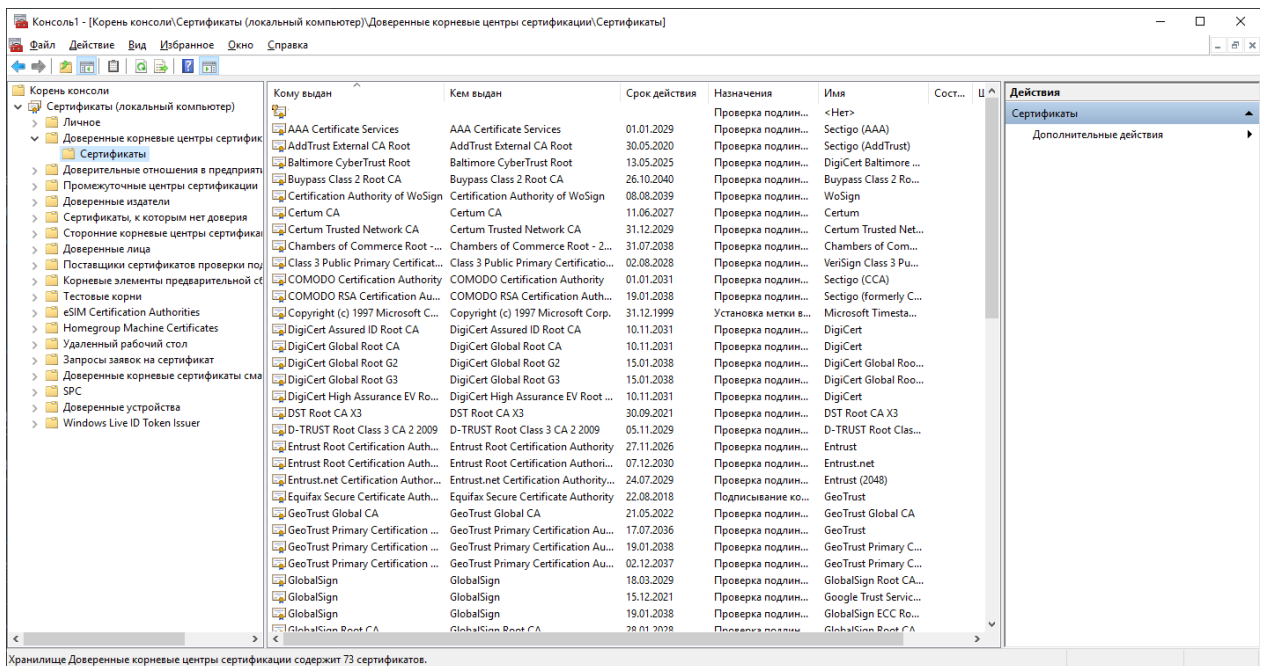 Консоль1 - [Корень консоли\Сертификаты (локальный компьютер)\Доверенные корневые центры сертификации\Сертификаты]
Файл Действие Вид Избранное Окно Справка
Корень консоли
Сертификаты (локальный компьютер)
Личное
Доверенные корневые центры сертифик
Сертификаты
Доверительные отношения в предприяти
Промежуточные центры сертификации
Доверенные издатели
Сертификаты, к которым нет доверия
Сторонние корневые центры сертифика
Доверенные лица
Поставщики сертификатов проверки под
Корневые элементы предварительной сб
Тестовые корни
eSIM Certification Authorities
Homegroup Machine Certificates
Удаленный рабочий стол
Запросы заявок на сертификат
Доверенные корневые сертификаты сма
SPC
Доверенные устройства
Windows Live ID Token Issuer
Кому выдан Кем выдан Срок действия Назначения Имя Сост... Ш
Проверка подлин... <Нет>
AAA Certificate Services AAA Certificate Services 01.01.2029 Проверка подлин... Sectigo (AAA)
AddTrust External CA Root AddTrust External CA Root 30.05.2020 Проверка подлин... Sectigo (AddTrust)
Baltimore CyberTrust Root Baltimore CyberTrust Root 13.05.2025 Проверка подлин... DigiCert Baltimore ...
Buypass Class 2 Root CA Buypass Class 2 Root CA 26.10.2040 Проверка подлин... Buypass Class 2 Ro...
Certification Authority of WoSign Certification Authority of WoSign 08.08.2039 Проверка подлин... WoSign
Certum CA Certum CA 11.06.2027 Проверка подлин... Certum
Certum Trusted Network CA Certum Trusted Network CA 31.12.2029 Проверка подлин... Certum Trusted Net...
Chambers of Commerce Root -... Chambers of Commerce Root - 2... 31.07.2038 Проверка подлин... Chambers of Com...
Class 3 Public Primary Certificat... Class 3 Public Primary Certificatio... 02.08.2028 Проверка подлин... VeriSign Class 3 Pu...
COMODO Certification Authority COMODO Certification Authority 01.01.2031 Проверка подлин... Sectigo (CCA)
COMODO RSA Certification Au... COMODO RSA Certification Auth... 19.01.2038 Проверка подлин... Sectigo (formerly C...
Copyright (c) 1997 Microsoft C... Copyright (c) 1997 Microsoft Corp. 31.12.1999 Установка метки в... Microsoft Timesta...
DigiCert Assured ID Root CA DigiCert Assured ID Root CA 10.11.2031 Проверка подлин... DigiCert
DigiCert Global Root CA DigiCert Global Root CA 10.11.2031 Проверка подлин... DigiCert
DigiCert Global Root G2 DigiCert Global Root G2 15.01.2038 Проверка подлин... DigiCert Global Roo...
DigiCert Global Root G3 DigiCert Global Root G3 15.01.2038 Проверка подлин... DigiCert Global Roo...
DigiCert High Assurance EV Ro... DigiCert High Assurance EV Root ... 10.11.2031 Проверка подлин... DigiCert
DST Root CA X3 DST Root CA X3 30.09.2021 Проверка подлин... DST Root CA X3
D-TRUST Root Class 3 CA 2 2009 D-TRUST Root Class 3 CA 2 2009 05.11.2029 Проверка подлин... D-TRUST Root Clas...
Entrust Root Certification Auth... Entrust Root Certification Authority 27.11.2026 Проверка подлин... Entrust
Entrust Root Certification Auth... Entrust Root Certification Authori... 07.12.2030 Проверка подлин... Entrust.net
Entrust.net Certification Author... Entrust.net Certification Authority... 24.07.2029 Проверка подлин... Entrust (2048)
Equifax Secure Certificate Auth... Equifax Secure Certificate Authority 22.08.2018 Подписывание ко... GeoTrust
GeoTrust Global CA GeoTrust Global CA 21.05.2022 Проверка подлин... GeoTrust Global CA
GeoTrust Primary Certification ... GeoTrust Primary Certification Au... 17.07.2036 Проверка подлин... GeoTrust
GeoTrust Primary Certification ... GeoTrust Primary Certification Au... 19.01.2038 Проверка подлин... GeoTrust Primary C...
GeoTrust Primary Certification ... GeoTrust Primary Certification Au... 02.12.2037 Проверка подлин... GeoTrust Primary C...
GlobalSign GlobalSign 18.03.2029 Проверка подлин... GlobalSign Root CA...
GlobalSign GlobalSign 15.12.2021 Проверка подлин... Google Trust Servic...
GlobalSign GlobalSign 19.01.2038 Проверка подлин... GlobalSign ECC Ro...
GlobalSign Root CA GlobalSign Root CA 28.01.2028 Проверка подлин... GlobalSign Root CA
Действия
Сертификаты
Дополнительные действия
Хранилище Доверенные корневые центры сертификации содержит 73 сертификатов.